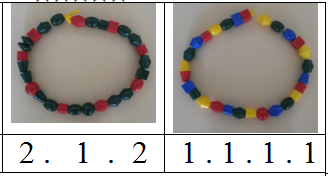 2 . 1 . 2
1 . 1 . 1 . 1